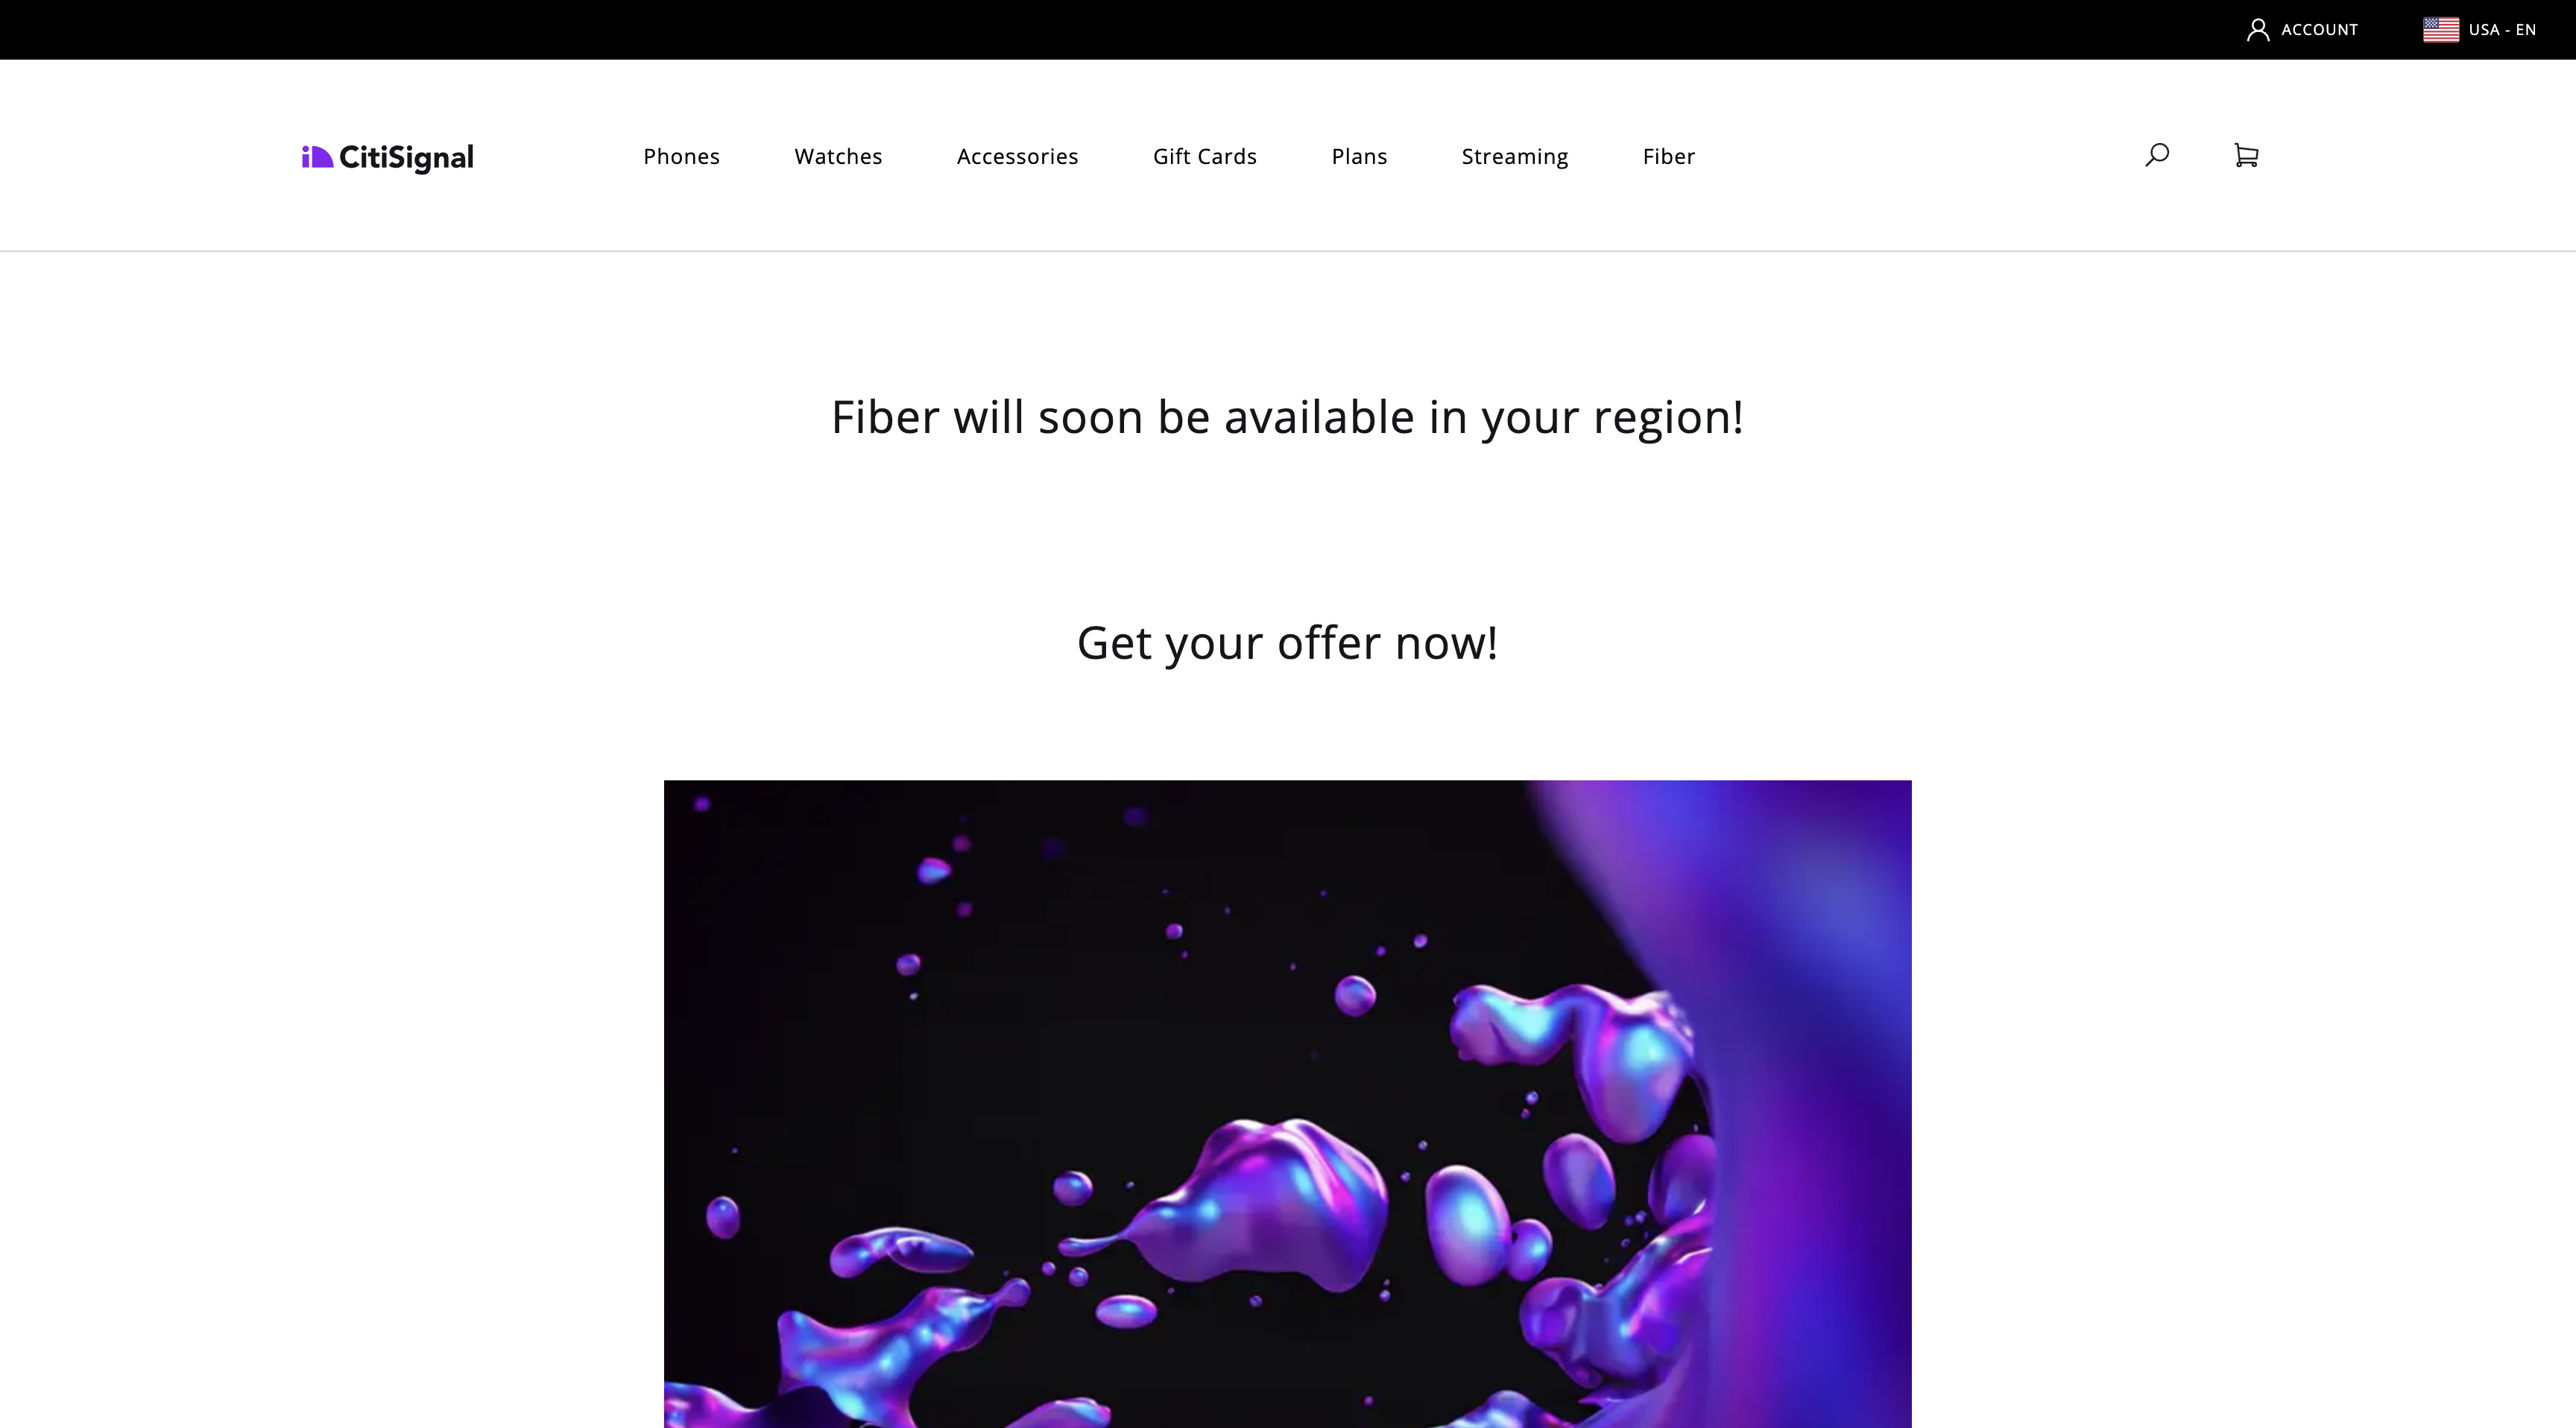 ACCOUNT USA - EN
CitiSignal Phones Watches Accessories Gift Cards Plans Streaming Fiber
Fiber will soon be available in your region!
Get your offer now!